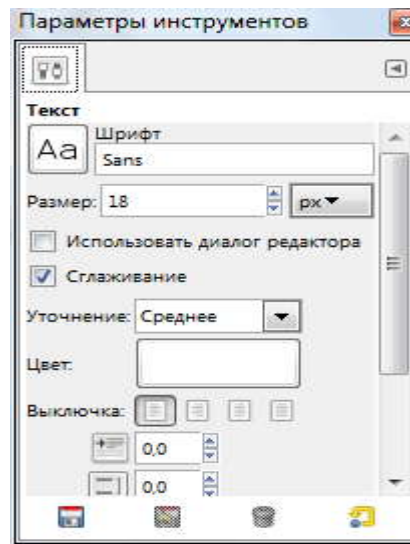 Параметры инструментов
Текст
Aa
Шрифт
Sans
Размер: 18 px
Использовать диалог редактора
Сглаживание
Уточнение: Среднее
Цвет:
Выключка:
0,0
0,0